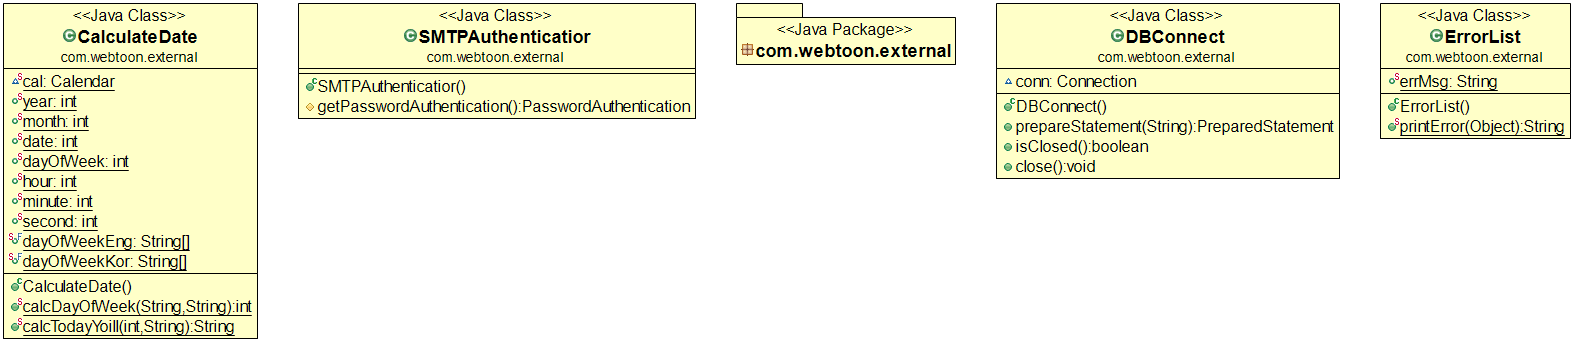 <<Java Class>>
CalculateDate
com.webtoon.external
cal: Calendar
year: int
month: int
date: int
dayOfWeek: int
hour: int
minute: int
second: int
dayOfWeekEng: String[]
dayOfWeekKor: String[]
CalculateDate()
calcDayOfWeek(String,String):int
calcTodayYoill(int,String):String
<<Java Class>>
SMTPAuthenticatior
com.webtoon.external
SMTPAuthenticatior()
getPasswordAuthentication():PasswordAuthentication
<<Java Package>>
com.webtoon.external
<<Java Class>>
DBConnect
com.webtoon.external
conn: Connection
DBConnect()
prepareStatement(String):PreparedStatement
isClosed():boolean
close():void
<<Java Class>>
ErrorList
com.webtoon.external
errMsg: String
ErrorList()
printError(Object):String